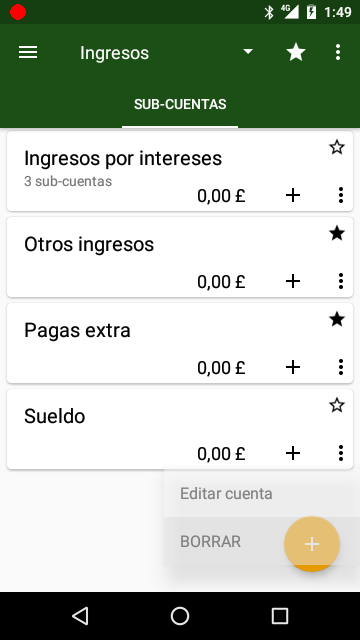 4G 1:49
Ingresos
SUB-CUENTAS
Ingresos por intereses
3 sub-cuentas
0,00 £
Otros ingresos
0,00 £
Pagas extra
0,00 £
Sueldo
0,00 £
Editar cuenta
BORRAR